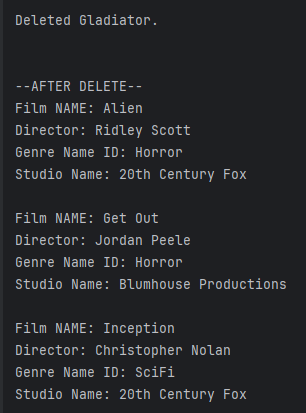 Deleted Gladiator.
--AFTER DELETE--
Film NAME: Alien
Director: Ridley Scott
Genre Name ID: Horror
Studio Name: 20th Century Fox
Film NAME: Get Out
Director: Jordan Peele
Genre Name ID: Horror
Studio Name: Blumhouse Productions
Film NAME: Inception
Director: Christopher Nolan
Genre Name ID: SciFi
Studio Name: 20th Century Fox